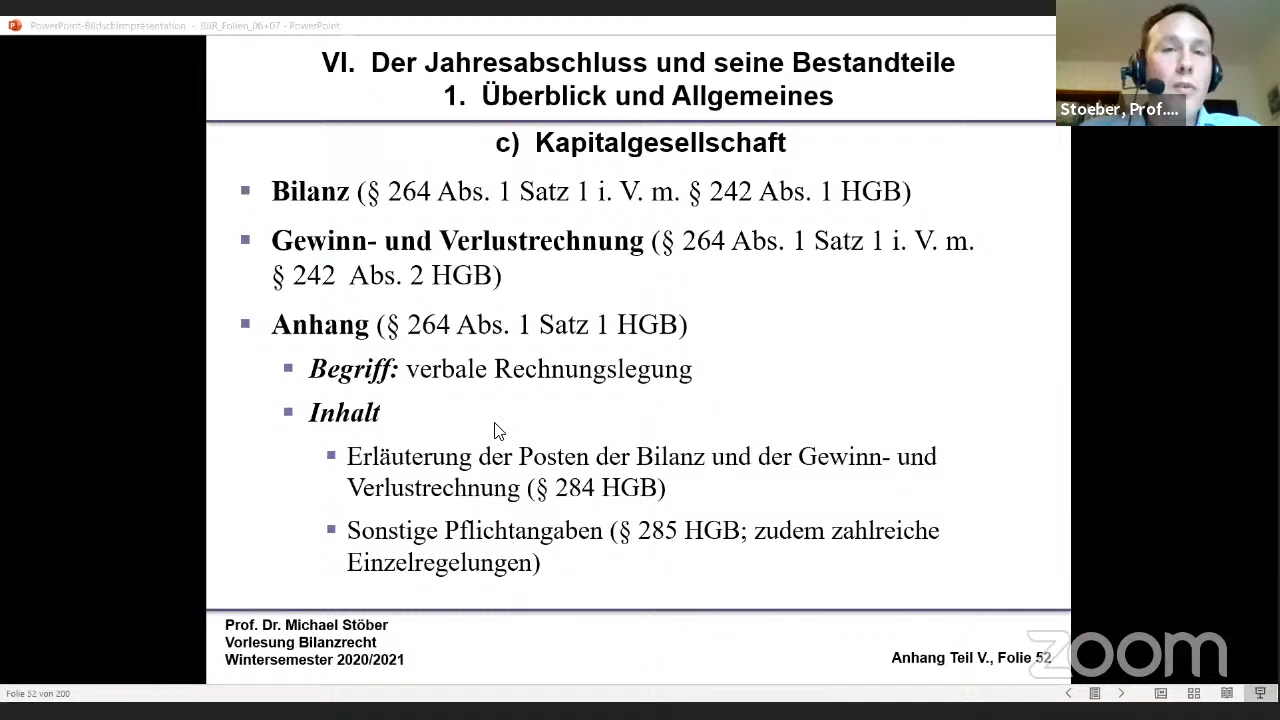 PowerPoint-Bildschirmpräsentation - BilR_Folien_06+07 - PowerPoint
VI. Der Jahresabschluss und seine Bestandteile
1. Überblick und Allgemeines
Stoeber, Prof....
c) Kapitalgesellschaft
Bilanz (§ 264 Abs. 1 Satz 1 i. V. m. § 242 Abs. 1 HGB)
Gewinn- und Verlustrechnung (§ 264 Abs. 1 Satz 1 i. V. m.
§ 242 Abs. 2 HGB)
Anhang (§ 264 Abs. 1 Satz 1 HGB)
Begriff: verbale Rechnungslegung
Inhalt
Erläuterung der Posten der Bilanz und der Gewinn- und
Verlustrechnung (§ 284 HGB)
Sonstige Pflichtangaben (§ 285 HGB; zudem zahlreiche
Einzelregelungen)
Prof. Dr. Michael Stöber
Vorlesung Bilanzrecht
Wintersemester 2020/2021
Anhang Teil V., Folie 52
zoom
Folie 52 von 200